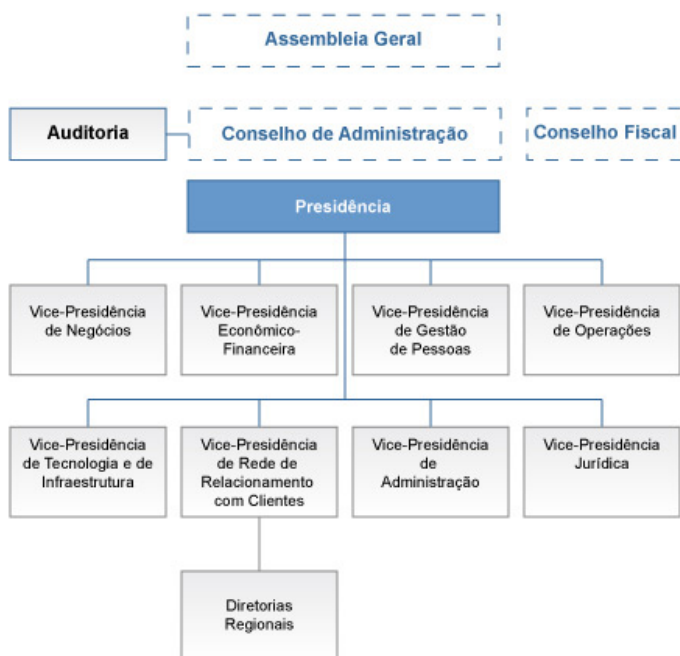 Assembleia Geral
Auditoria
Conselho de Administração
Conselho Fiscal
Presidência
Vice-Presidência
de Negócios
Vice-Presidência
Econômico-
Financeira
Vice-Presidência
de Gestão
de Pessoas
Vice-Presidência
de Operações
Vice-Presidência
de Tecnologia e de
Infraestrutura
Vice-Presidência
de Rede de
Relacionamento
com Clientes
Vice-Presidência
de
Administração
Vice-Presidência
Jurídica
Diretorias
Regionais